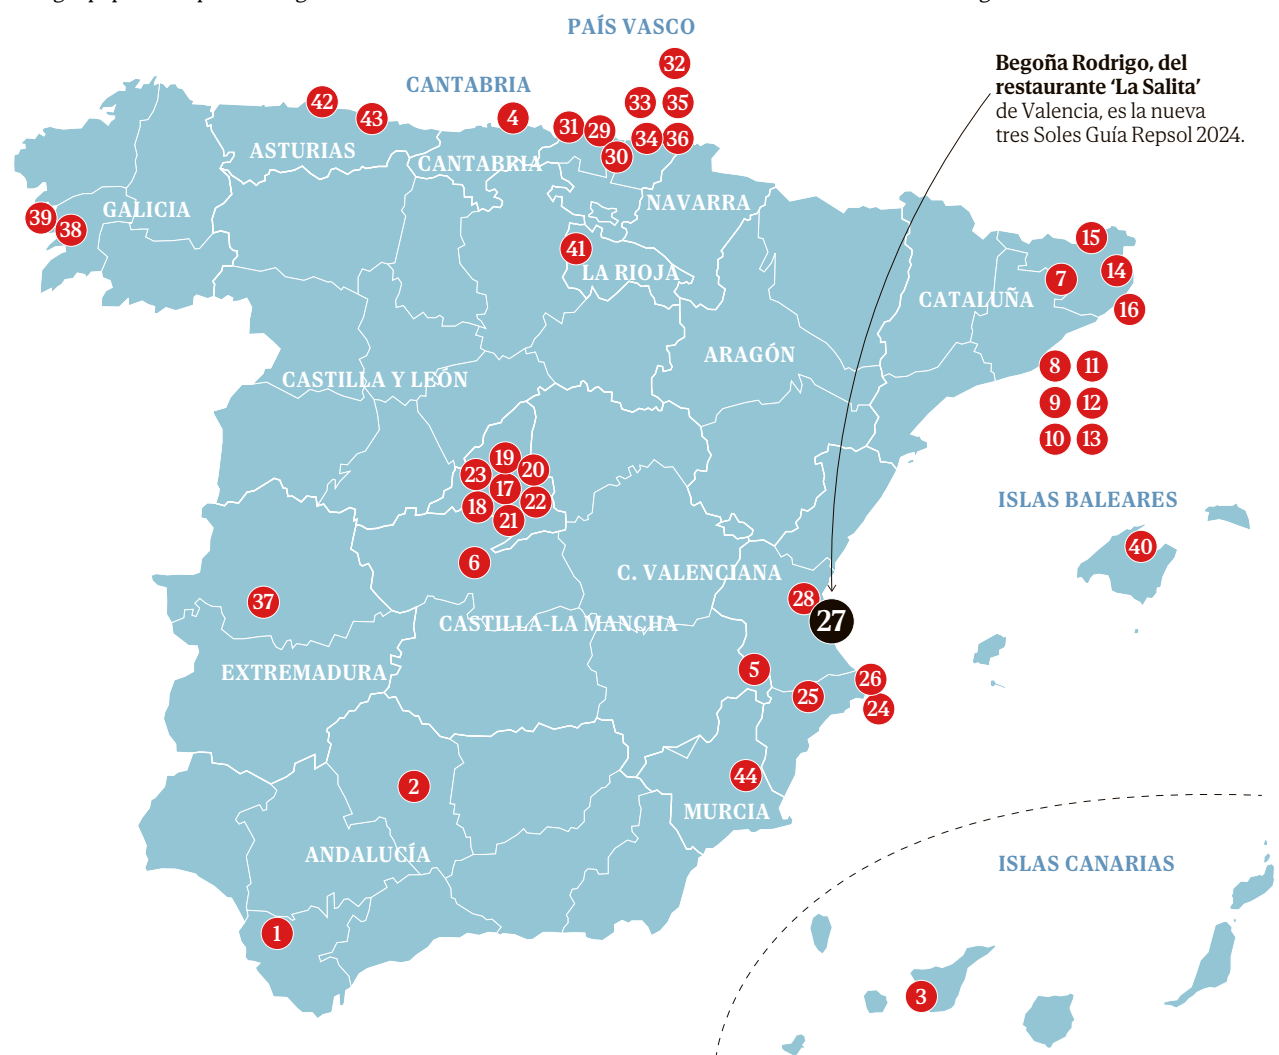 PAÍS VASCO
32
Begoña Rodrigo, del
restaurante ‘La Salita’
de Valencia, es la nueva
tres Soles Guía Repsol 2024.
CANTABRIA
42
43
4
31
29
30
33
35
34
36
ASTURIAS
CANTABRIA
GALICIA
39
38
NAVARRA
41
LA RIOJA
15
7
14
16
CATALUÑA
ARAGÓN
8 11
9 12
10 13
CASTILLA Y LEÓN
19
23
20
17
18
22
21
6
ISLAS BALEARES
40
C. VALENCIANA
28
27
37
CASTILLA-LA MANCHA
EXTREMADURA
5
25
26
24
2
44
MURCIA
ANDALUCÍA
1
ISLAS CANARIAS
3